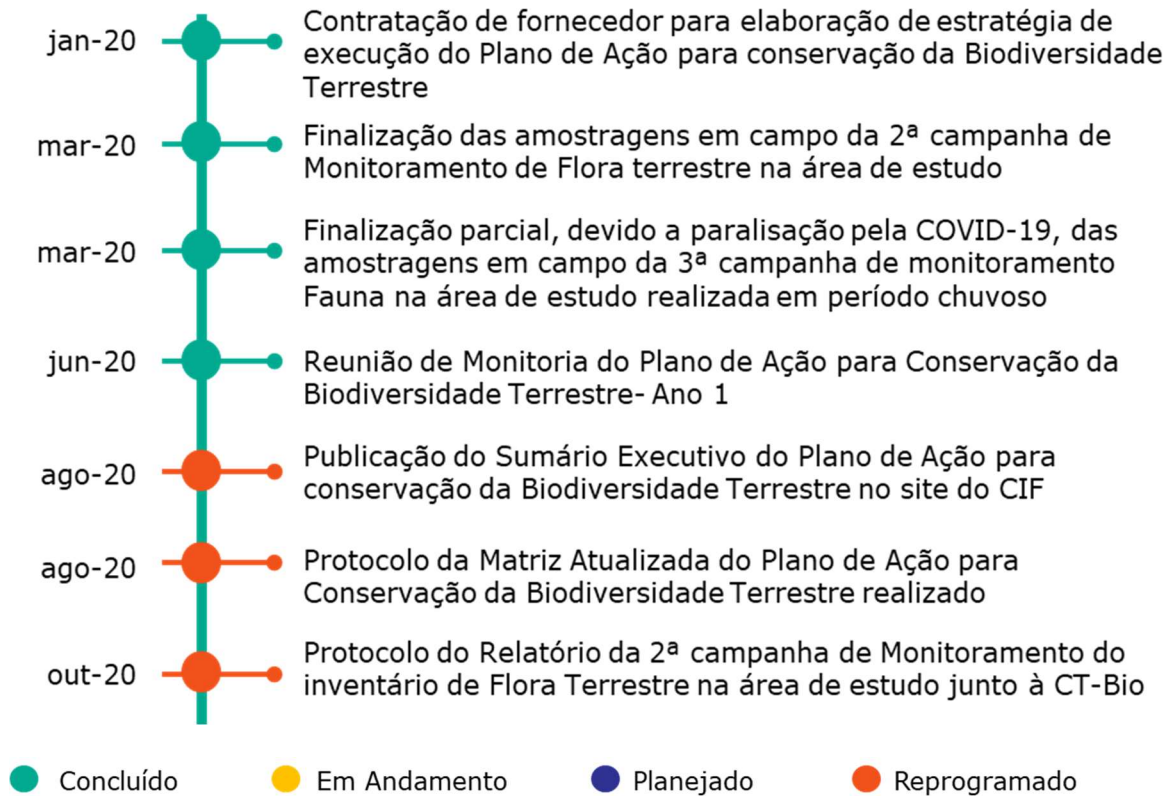 jan-20
Contratação de fornecedor para elaboração de estratégia de
execução do Plano de Ação para conservação da Biodiversidade
Terrestre
mar-20
Finalização das amostragens em campo da 2ª campanha de
Monitoramento de Flora terrestre na área de estudo
mar-20
Finalização parcial, devido a paralisação pela COVID-19, das
amostragens em campo da 3ª campanha de monitoramento
Fauna na área de estudo realizada em período chuvoso
jun-20
Reunião de Monitoria do Plano de Ação para Conservação da
Biodiversidade Terrestre- Ano 1
ago-20
Publicação do Sumário Executivo do Plano de Ação para
conservação da Biodiversidade Terrestre no site do CIF
ago-20
Protocolo da Matriz Atualizada do Plano de Ação para
Conservação da Biodiversidade Terrestre realizado
out-20
Protocolo do Relatório da 2ª campanha de Monitoramento do
inventário de Flora Terrestre na área de estudo junto à CT-Bio
Concluído Em Andamento Planejado Reprogramado